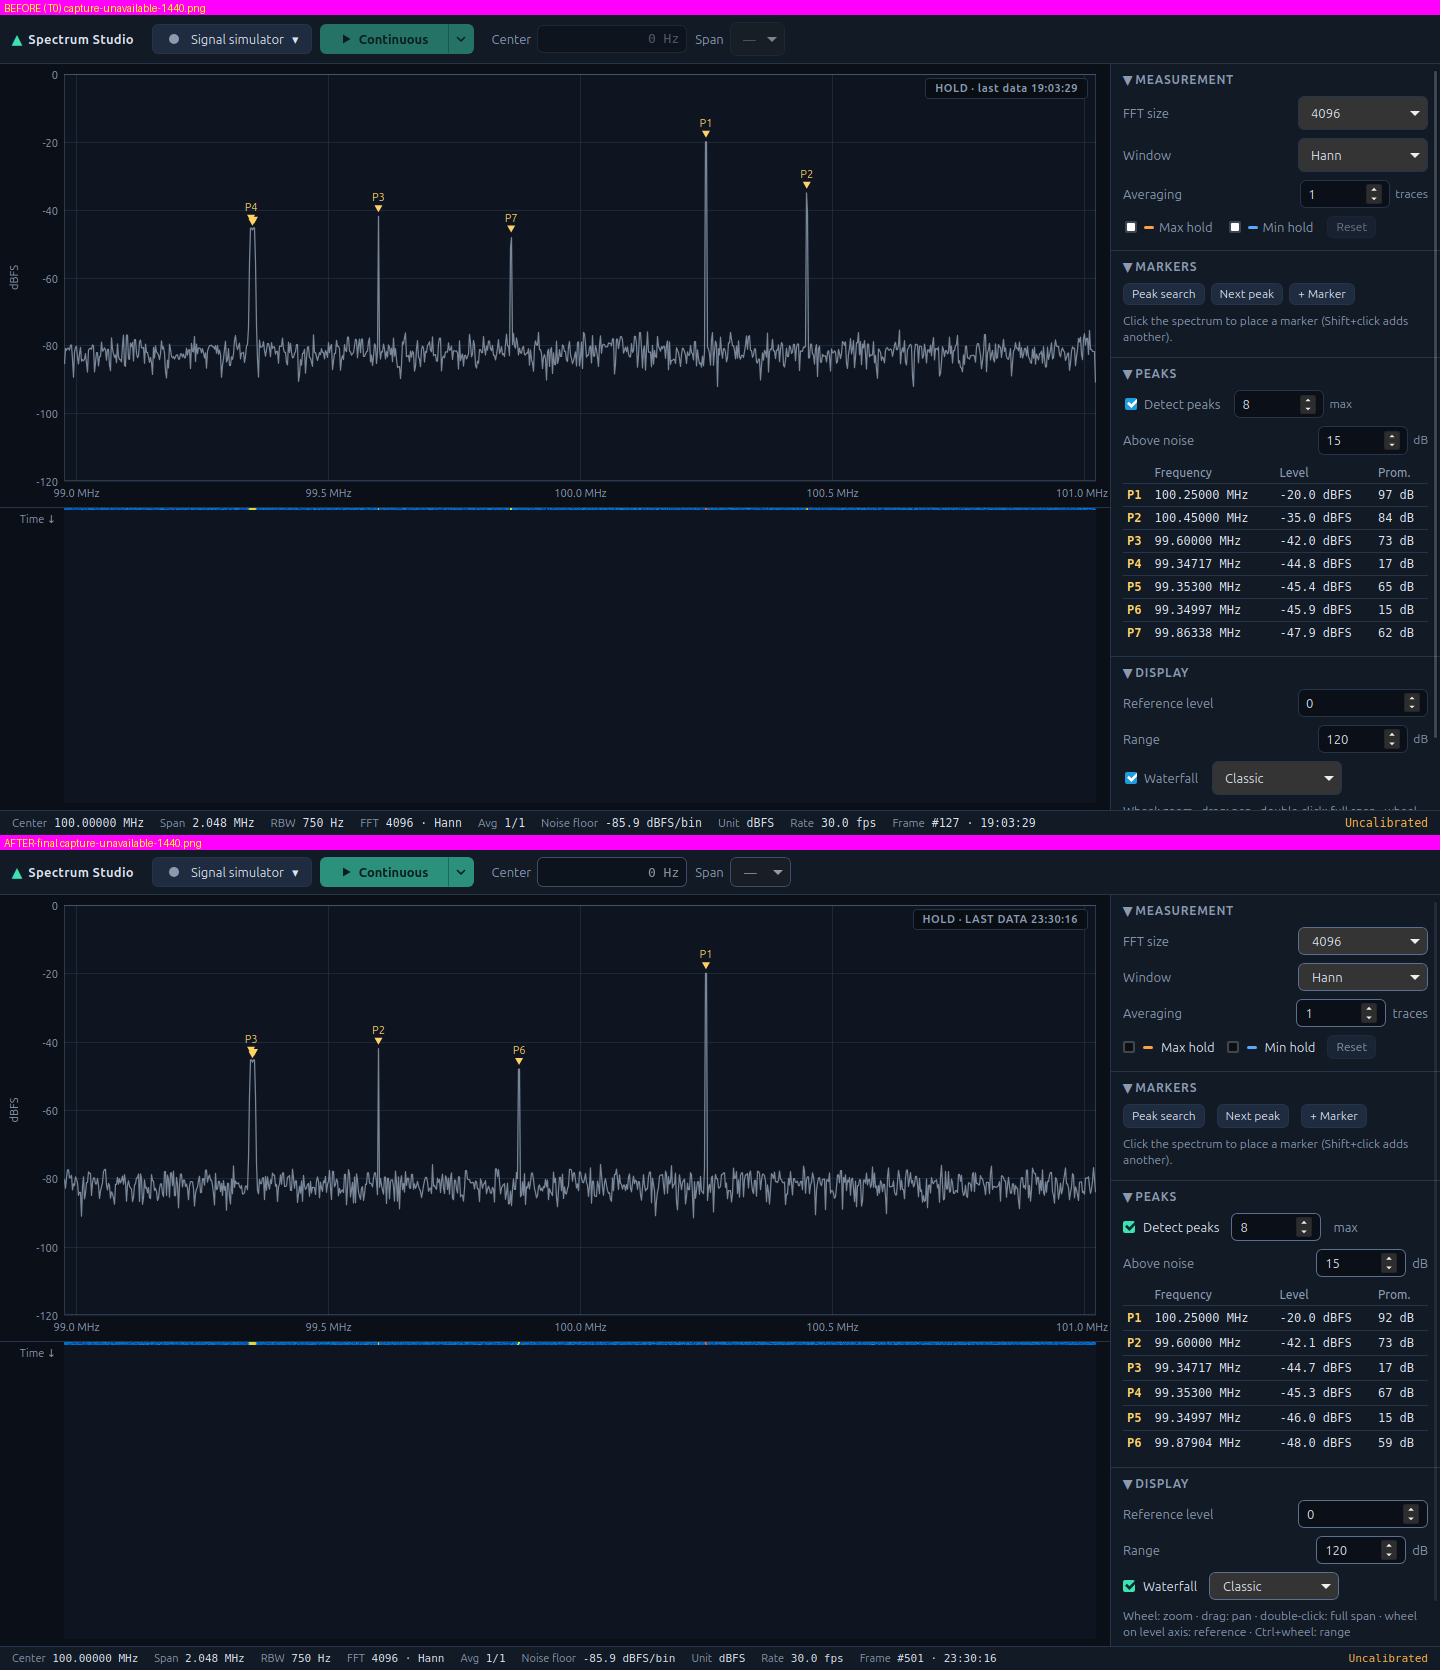 BEFORE (T0) capture-unavailable-1440.png
▲ Spectrum Studio Signal simulator ▾ Continuous Center 0 Hz Span —
HOLD · last data 19:03:29
0
-20
-40
-60
-80
-100
-120
dBFS
P4
P3
P7
P1
P2
99.0 MHz 99.5 MHz 100.0 MHz 100.5 MHz 101.0 MHz
Time ↓
▼ MEASUREMENT
FFT size 4096
Window Hann
Averaging 1 traces
Max hold Min hold Reset
▼ MARKERS
Peak search Next peak + Marker
Click the spectrum to place a marker (Shift+click adds
another).
▼ PEAKS
Detect peaks 8 max
Above noise 15 dB
Frequency Level Prom.
P1 100.25000 MHz -20.0 dBFS 97 dB
P2 100.45000 MHz -35.0 dBFS 84 dB
P3 99.60000 MHz -42.0 dBFS 73 dB
P4 99.34717 MHz -44.8 dBFS 17 dB
P5 99.35300 MHz -45.4 dBFS 65 dB
P6 99.34997 MHz -45.9 dBFS 15 dB
P7 99.86338 MHz -47.9 dBFS 62 dB
▼ DISPLAY
Reference level 0
Range 120 dB
Waterfall Classic
Wheel: zoom · drag: pan · double-click: full span · wheel
Center 100.00000 MHz Span 2.048 MHz RBW 750 Hz FFT 4096 · Hann Avg 1/1 Noise floor -85.9 dBFS/bin Unit dBFS Rate 30.0 fps Frame #127 · 19:03:29 Uncalibrated
AFTER final capture-unavailable-1440.png
▲ Spectrum Studio Signal simulator ▾ Continuous Center 0 Hz Span —
HOLD · LAST DATA 23:30:16
0
-20
-40
-60
-80
-100
-120
dBFS
P3
P2
P6
P1
99.0 MHz 99.5 MHz 100.0 MHz 100.5 MHz 101.0 MHz
Time ↓
▼ MEASUREMENT
FFT size 4096
Window Hann
Averaging 1 traces
Max hold Min hold Reset
▼ MARKERS
Peak search Next peak + Marker
Click the spectrum to place a marker (Shift+click adds
another).
▼ PEAKS
Detect peaks 8 max
Above noise 15 dB
Frequency Level Prom.
P1 100.25000 MHz -20.0 dBFS 92 dB
P2 99.60000 MHz -42.1 dBFS 73 dB
P3 99.34717 MHz -44.7 dBFS 17 dB
P4 99.35300 MHz -45.3 dBFS 67 dB
P5 99.34997 MHz -46.0 dBFS 15 dB
P6 99.87904 MHz -48.0 dBFS 59 dB
▼ DISPLAY
Reference level 0
Range 120 dB
Waterfall Classic
Wheel: zoom · drag: pan · double-click: full span · wheel
on level axis: reference · Ctrl+wheel: range
Center 100.00000 MHz Span 2.048 MHz RBW 750 Hz FFT 4096 · Hann Avg 1/1 Noise floor -85.9 dBFS/bin Unit dBFS Rate 30.0 fps Frame #501 · 23:30:16 Uncalibrated